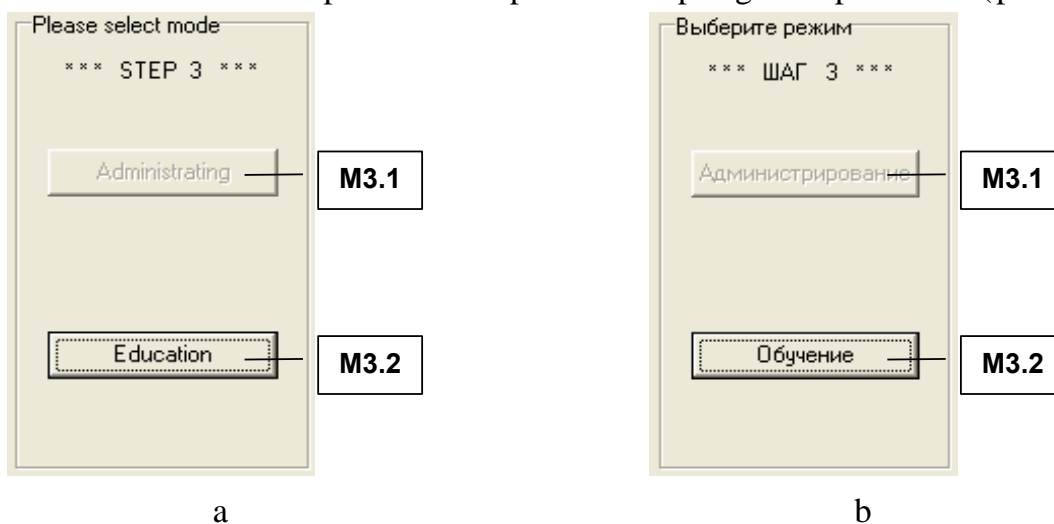 Please select mode
*** STEP 3 ***
Administrating
M3.1
Education
M3.2
a
Выберите режим
*** ШАГ 3 ***
Администрирование
M3.1
Обучение
M3.2
b